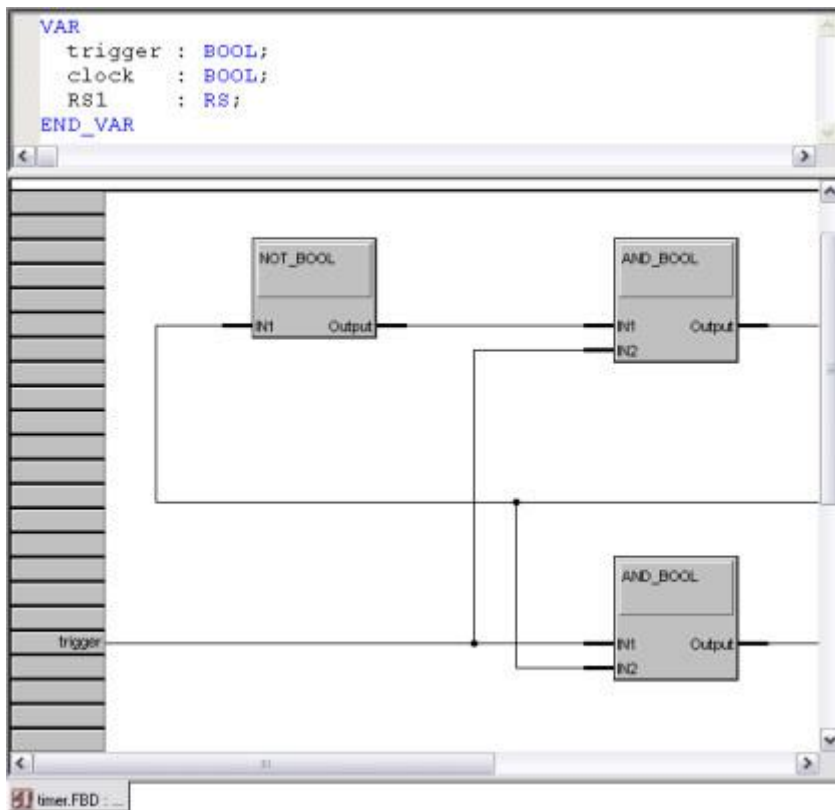 VAR
trigger : BOOL;
clock : BOOL;
RS1 : RS;
END_VAR
NOT_BOOL
IN1 Output
AND_BOOL
IN1 Output
IN2
AND_BOOL
trigger
IN1 Output
IN2
timer.FBD : ...